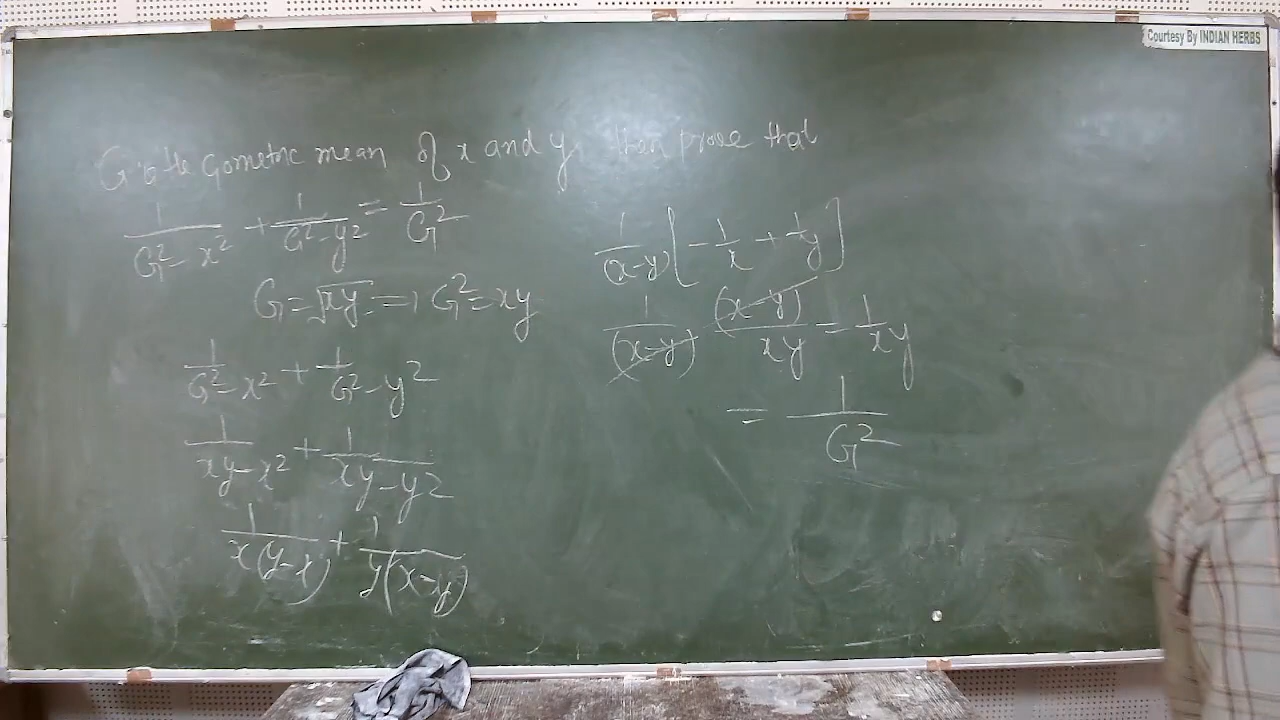 Courtesy By INDIAN HERBS
G is the Gometric mean of x and y, then prove that
1/(G²-x²) + 1/(G²-y²) = 1/G²
G = √xy => G² = xy
1/(G²-x²) + 1/(G²-y²)
1/(xy-x²) + 1/(xy-y²)
1/(x(y-x)) + 1/(y(x-y))
1/(x-y) [-1/x + 1/y]
1/(x-y) (x-y)/xy = 1/xy
= 1/G²